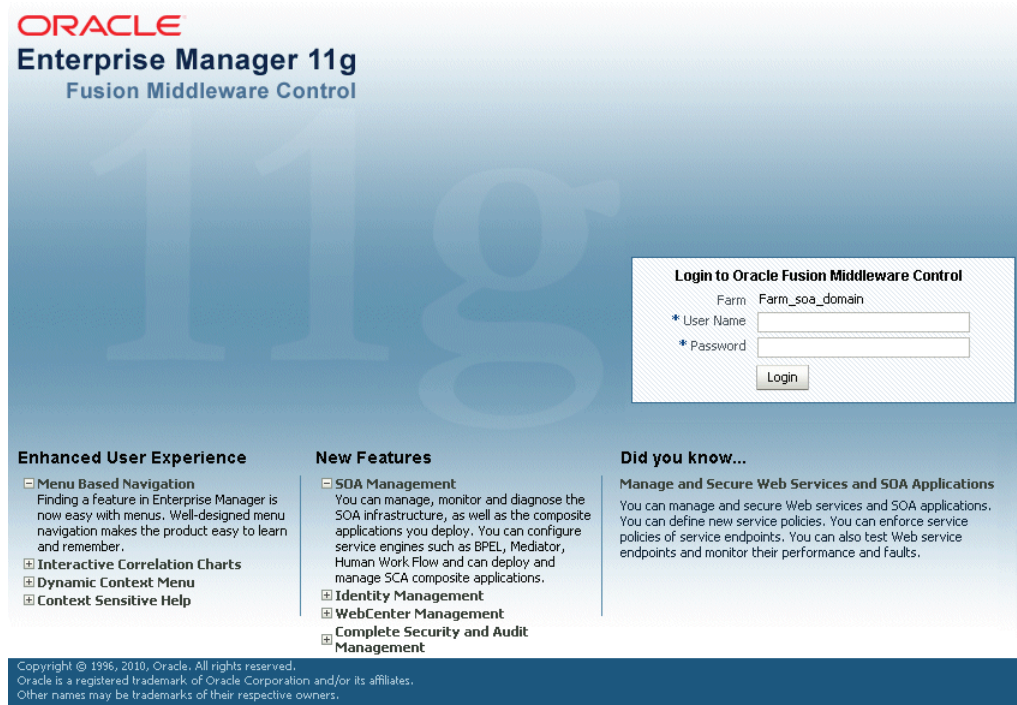 ORACLE
Enterprise Manager 11g
Fusion Middleware Control
11g
Login to Oracle Fusion Middleware Control
Farm Farm_soa_domain
* User Name
* Password
Login
Enhanced User Experience
Menu Based Navigation
Finding a feature in Enterprise Manager is
now easy with menus. Well-designed menu
navigation makes the product easy to learn
and remember.
Interactive Correlation Charts
Dynamic Context Menu
Context Sensitive Help
New Features
SOA Management
You can manage, monitor and diagnose the
SOA infrastructure, as well as the composite
applications you deploy. You can configure
service engines such as BPEL, Mediator,
Human Work Flow and can deploy and
manage SCA composite applications.
Identity Management
WebCenter Management
Complete Security and Audit
Management
Did you know...
Manage and Secure Web Services and SOA Applications
You can manage and secure Web services and SOA applications.
You can define new service policies. You can enforce service
policies of service endpoints. You can also test Web service
endpoints and monitor their performance and faults.
Copyright © 1996, 2010, Oracle. All rights reserved.
Oracle is a registered trademark of Oracle Corporation and/or its affiliates.
Other names may be trademarks of their respective owners.